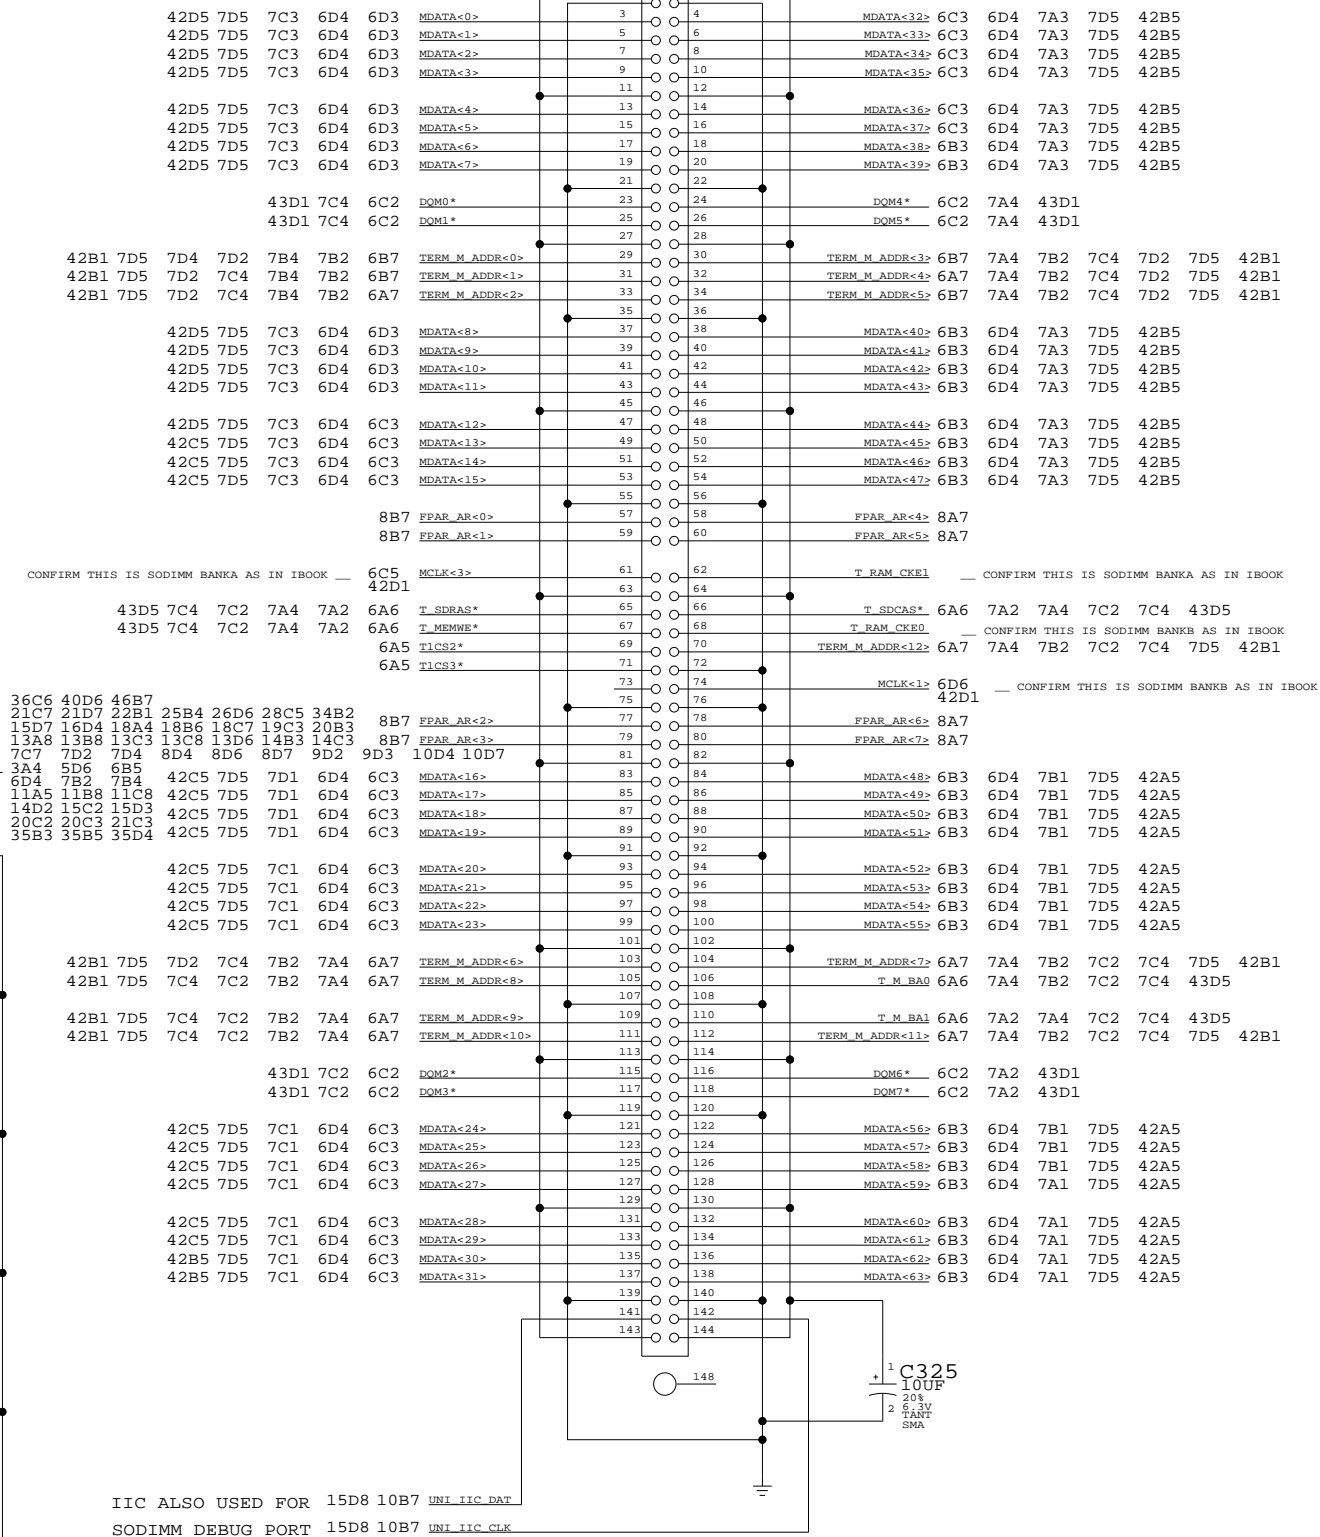 42D5 7D5 7C3 6D4 6D3 MDATA<0> 3 4 MDATA<32> 6C3 6D4 7A3 7D5 42B5
42D5 7D5 7C3 6D4 6D3 MDATA<1> 5 6 MDATA<33> 6C3 6D4 7A3 7D5 42B5
42D5 7D5 7C3 6D4 6D3 MDATA<2> 7 8 MDATA<34> 6C3 6D4 7A3 7D5 42B5
42D5 7D5 7C3 6D4 6D3 MDATA<3> 9 10 MDATA<35> 6C3 6D4 7A3 7D5 42B5
11 12
42D5 7D5 7C3 6D4 6D3 MDATA<4> 13 14 MDATA<36> 6C3 6D4 7A3 7D5 42B5
42D5 7D5 7C3 6D4 6D3 MDATA<5> 15 16 MDATA<37> 6C3 6D4 7A3 7D5 42B5
42D5 7D5 7C3 6D4 6D3 MDATA<6> 17 18 MDATA<38> 6B3 6D4 7A3 7D5 42B5
42D5 7D5 7C3 6D4 6D3 MDATA<7> 19 20 MDATA<39> 6B3 6D4 7A3 7D5 42B5
21 22
43D1 7C4 6C2 DQM0* 23 24 DQM4* 6C2 7A4 43D1
43D1 7C4 6C2 DQM1* 25 26 DQM5* 6C2 7A4 43D1
27 28
42B1 7D5 7D4 7D2 7B4 7B2 6B7 TERM_M_ADDR<0> 29 30 TERM_M_ADDR<3> 6B7 7A4 7B2 7C4 7D2 7D5 42B1
42B1 7D5 7D2 7C4 7B4 7B2 6B7 TERM_M_ADDR<1> 31 32 TERM_M_ADDR<4> 6A7 7A4 7B2 7C4 7D2 7D5 42B1
42B1 7D5 7D2 7C4 7B4 7B2 6A7 TERM_M_ADDR<2> 33 34 TERM_M_ADDR<5> 6B7 7A4 7B2 7C4 7D2 7D5 42B1
35 36
42D5 7D5 7C3 6D4 6D3 MDATA<8> 37 38 MDATA<40> 6B3 6D4 7A3 7D5 42B5
42D5 7D5 7C3 6D4 6D3 MDATA<9> 39 40 MDATA<41> 6B3 6D4 7A3 7D5 42B5
42D5 7D5 7C3 6D4 6D3 MDATA<10> 41 42 MDATA<42> 6B3 6D4 7A3 7D5 42B5
42D5 7D5 7C3 6D4 6D3 MDATA<11> 43 44 MDATA<43> 6B3 6D4 7A3 7D5 42B5
45 46
42D5 7D5 7C3 6D4 6C3 MDATA<12> 47 48 MDATA<44> 6B3 6D4 7A3 7D5 42B5
42C5 7D5 7C3 6D4 6C3 MDATA<13> 49 50 MDATA<45> 6B3 6D4 7A3 7D5 42B5
42C5 7D5 7C3 6D4 6C3 MDATA<14> 51 52 MDATA<46> 6B3 6D4 7A3 7D5 42B5
42C5 7D5 7C3 6D4 6C3 MDATA<15> 53 54 MDATA<47> 6B3 6D4 7A3 7D5 42B5
55 56
8B7 FPAR_AR<0> 57 58 FPAR_AR<4> 8A7
8B7 FPAR_AR<1> 59 60 FPAR_AR<5> 8A7
CONFIRM THIS IS SODIMM BANKA AS IN IBOOK __ 6C5 MCLK<3> 61 62 T_RAM_CKE1 __ CONFIRM THIS IS SODIMM BANKA AS IN IBOOK
42D1 63 64
43D5 7C4 7C2 7A4 7A2 6A6 T_SDRAS* 65 66 T_SDCAS* 6A6 7A2 7A4 7C2 7C4 43D5
43D5 7C4 7C2 7A4 7A2 6A6 T_MEMWE* 67 68 T_RAM_CKE0 __ CONFIRM THIS IS SODIMM BANKB AS IN IBOOK
6A5 T1CS2* 69 70 TERM_M_ADDR<12> 6A7 7A4 7B2 7C2 7C4 7D5 42B1
6A5 T1CS3* 71 72
73 74 MCLK<1> 6D6 __ CONFIRM THIS IS SODIMM BANKB AS IN IBOOK
36C6 40D6 46B7 75 76 42D1
21C7 21D7 22B1 25B4 26D6 28C5 34B2 8B7 FPAR_AR<2> 77 78 FPAR_AR<6> 8A7
15D7 16D4 18A4 18B6 18C7 19C3 20B3
13A8 13B8 13C3 13C8 13D6 14B3 14C3 8B7 FPAR_AR<3> 79 80 FPAR_AR<7> 8A7
7C7 7D2 7D4 8D4 8D6 8D7 9D2 9D3 10D4 10D7 81 82
3A4 5D6 6B5
6D4 7B2 7B4 42C5 7D5 7D1 6D4 6C3 MDATA<16> 83 84 MDATA<48> 6B3 6D4 7B1 7D5 42A5
11A5 11B8 11C8 42C5 7D5 7D1 6D4 6C3 MDATA<17> 85 86 MDATA<49> 6B3 6D4 7B1 7D5 42A5
14D2 15C2 15D3 42C5 7D5 7D1 6D4 6C3 MDATA<18> 87 88 MDATA<50> 6B3 6D4 7B1 7D5 42A5
20C2 20C3 21C3
35B3 35B5 35D4 42C5 7D5 7D1 6D4 6C3 MDATA<19> 89 90 MDATA<51> 6B3 6D4 7B1 7D5 42A5
91 92
42C5 7D5 7C1 6D4 6C3 MDATA<20> 93 94 MDATA<52> 6B3 6D4 7B1 7D5 42A5
42C5 7D5 7C1 6D4 6C3 MDATA<21> 95 96 MDATA<53> 6B3 6D4 7B1 7D5 42A5
42C5 7D5 7C1 6D4 6C3 MDATA<22> 97 98 MDATA<54> 6B3 6D4 7B1 7D5 42A5
42C5 7D5 7C1 6D4 6C3 MDATA<23> 99 100 MDATA<55> 6B3 6D4 7B1 7D5 42A5
101 102
42B1 7D5 7D2 7C4 7B2 7A4 6A7 TERM_M_ADDR<6> 103 104 TERM_M_ADDR<7> 6A7 7A4 7B2 7C2 7C4 7D5 42B1
42B1 7D5 7C4 7C2 7B2 7A4 6A7 TERM_M_ADDR<8> 105 106 T_M_BA0 6A6 7A4 7B2 7C2 7C4 43D5
107 108
42B1 7D5 7C4 7C2 7B2 7A4 6A7 TERM_M_ADDR<9> 109 110 T_M_BA1 6A6 7A2 7A4 7C2 7C4 43D5
42B1 7D5 7C4 7C2 7B2 7A4 6A7 TERM_M_ADDR<10> 111 112 TERM_M_ADDR<11> 6A7 7A4 7B2 7C2 7C4 7D5 42B1
113 114
43D1 7C2 6C2 DQM2* 115 116 DQM6* 6C2 7A2 43D1
43D1 7C2 6C2 DQM3* 117 118 DQM7* 6C2 7A2 43D1
119 120
42C5 7D5 7C1 6D4 6C3 MDATA<24> 121 122 MDATA<56> 6B3 6D4 7B1 7D5 42A5
42C5 7D5 7C1 6D4 6C3 MDATA<25> 123 124 MDATA<57> 6B3 6D4 7B1 7D5 42A5
42C5 7D5 7C1 6D4 6C3 MDATA<26> 125 126 MDATA<58> 6B3 6D4 7B1 7D5 42A5
42C5 7D5 7C1 6D4 6C3 MDATA<27> 127 128 MDATA<59> 6B3 6D4 7A1 7D5 42A5
129 130
42C5 7D5 7C1 6D4 6C3 MDATA<28> 131 132 MDATA<60> 6B3 6D4 7A1 7D5 42A5
42C5 7D5 7C1 6D4 6C3 MDATA<29> 133 134 MDATA<61> 6B3 6D4 7A1 7D5 42A5
42B5 7D5 7C1 6D4 6C3 MDATA<30> 135 136 MDATA<62> 6B3 6D4 7A1 7D5 42A5
42B5 7D5 7C1 6D4 6C3 MDATA<31> 137 138 MDATA<63> 6B3 6D4 7A1 7D5 42A5
139 140
141 142
143 144
148
1 C325
+ 10UF
20%
2 6.3V
TANT
SMA
IIC ALSO USED FOR 15D8 10B7 UNI_IIC_DAT
SODIMM DEBUG PORT 15D8 10B7 UNI_IIC_CLK